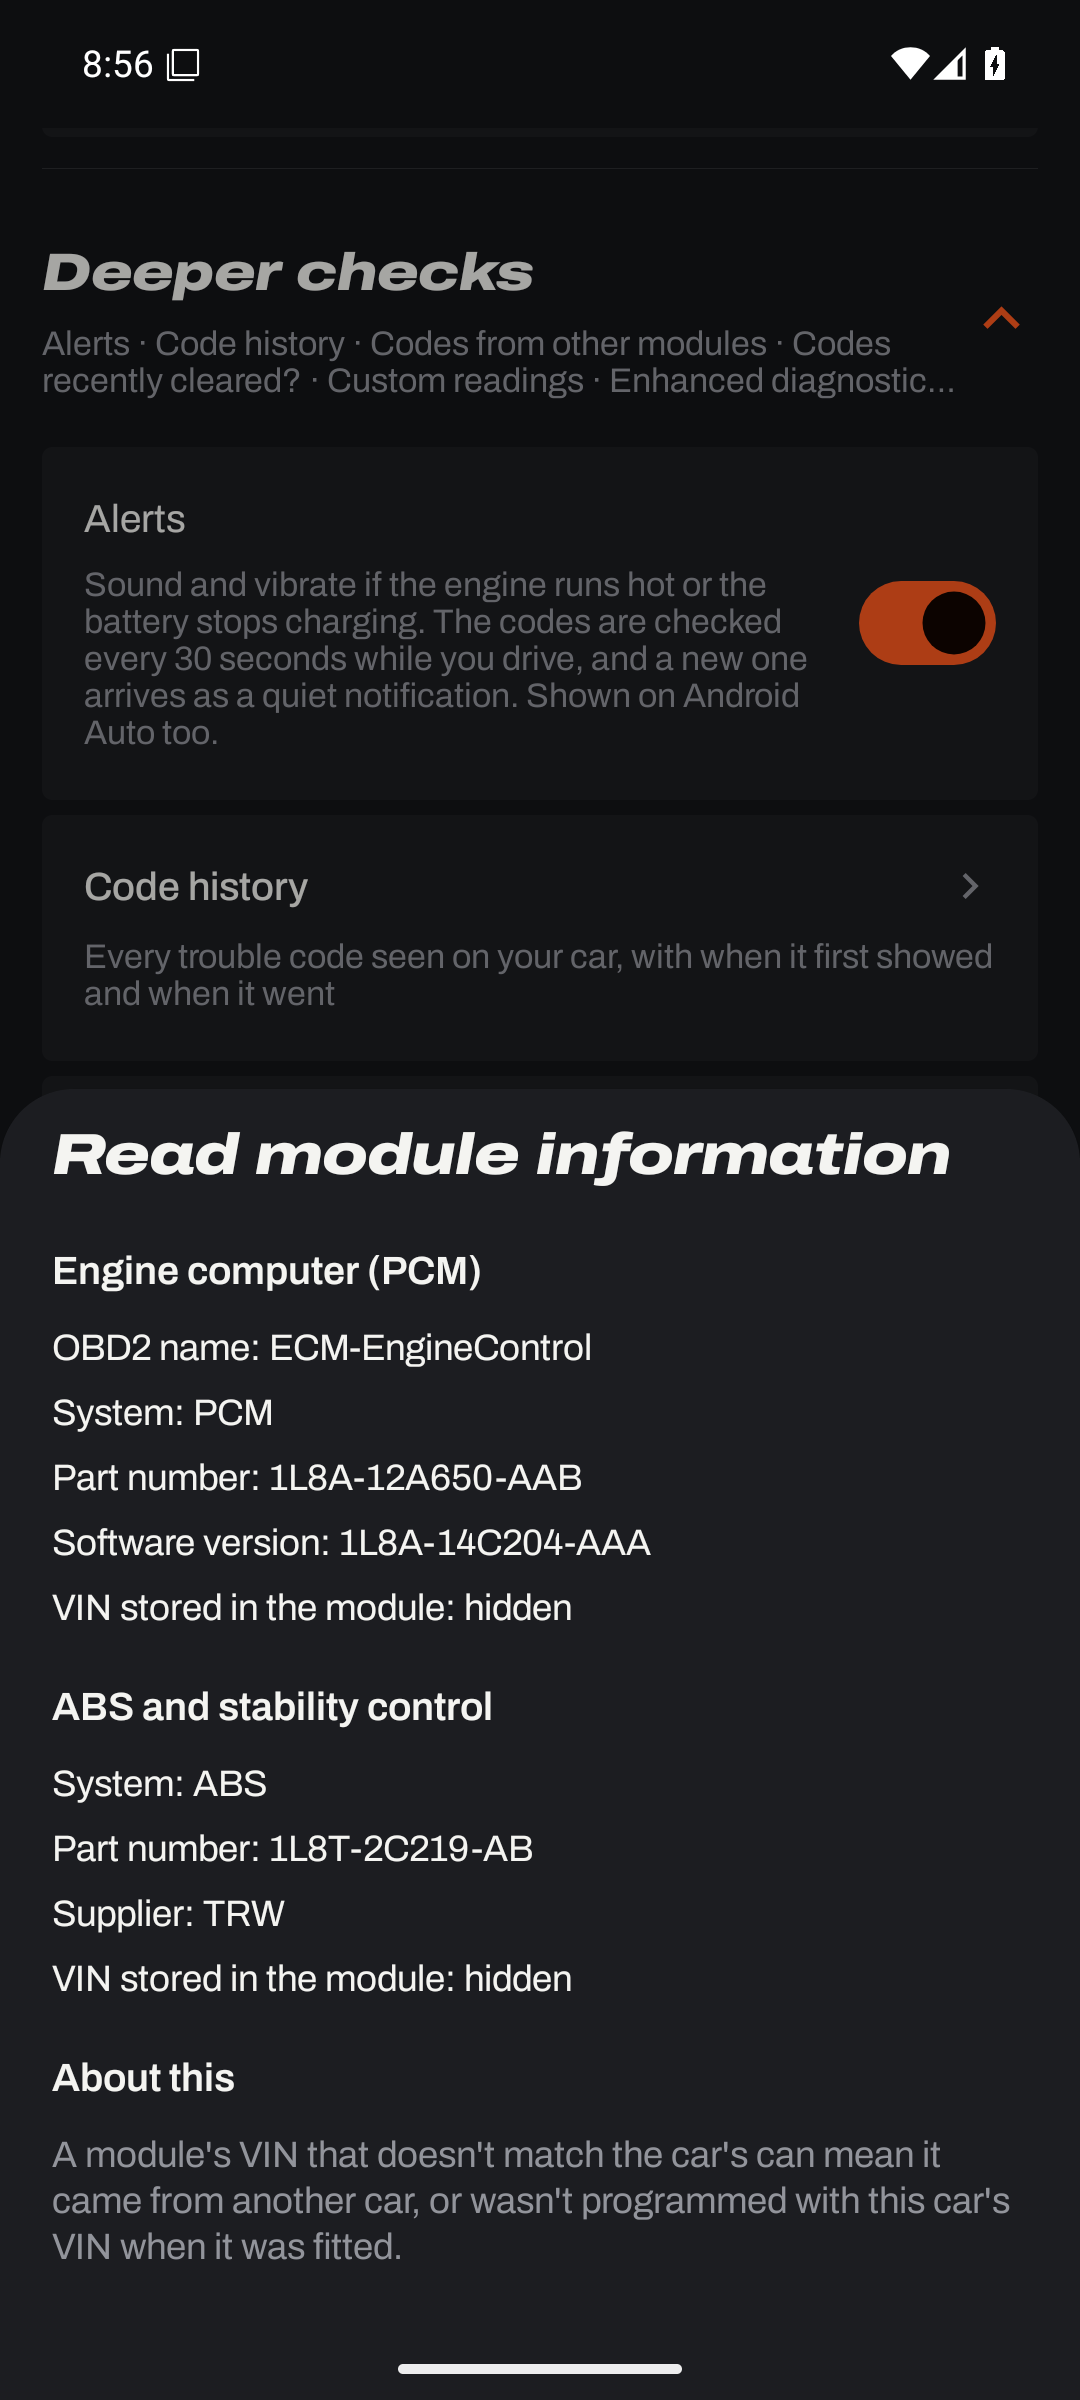 8:56
Deeper checks
Alerts · Code history · Codes from other modules · Codes
recently cleared? · Custom readings · Enhanced diagnostic...
Alerts
Sound and vibrate if the engine runs hot or the
battery stops charging. The codes are checked
every 30 seconds while you drive, and a new one
arrives as a quiet notification. Shown on Android
Auto too.
Code history
Every trouble code seen on your car, with when it first showed
and when it went
Read module information
Engine computer (PCM)
OBD2 name: ECM-EngineControl
System: PCM
Part number: 1L8A-12A650-AAB
Software version: 1L8A-14C204-AAA
VIN stored in the module: hidden
ABS and stability control
System: ABS
Part number: 1L8T-2C219-AB
Supplier: TRW
VIN stored in the module: hidden
About this
A module's VIN that doesn't match the car's can mean it
came from another car, or wasn't programmed with this car's
VIN when it was fitted.